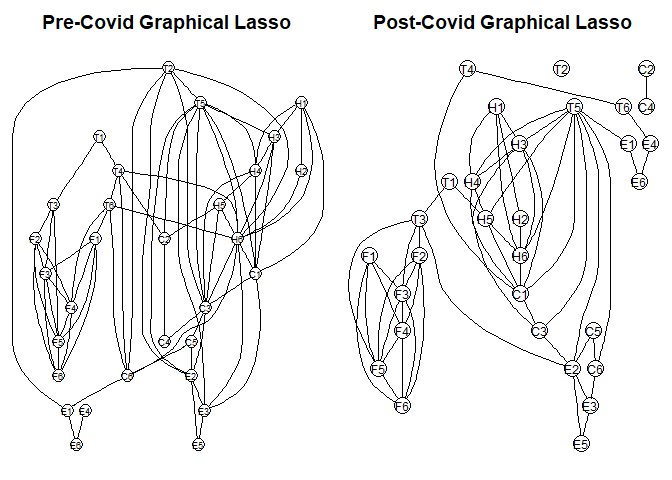 Pre-Covid Graphical Lasso
Post-Covid Graphical Lasso
T2
T5
H1
T1
H3
T4
H4
H2
T3
T6
H5
F2
F1
C2
H6
F3
C1
F4
C3
F5
C4
C5
F6
C6
E2
E1
E4
E3
E6
E5
T4
T2
C2
H1
T5
T6
C4
H3
E1
E4
T1
H4
E6
T3
H5
H2
F1
F2
H6
F3
C1
F4
C3
C5
F5
E2
C6
F6
E3
E5